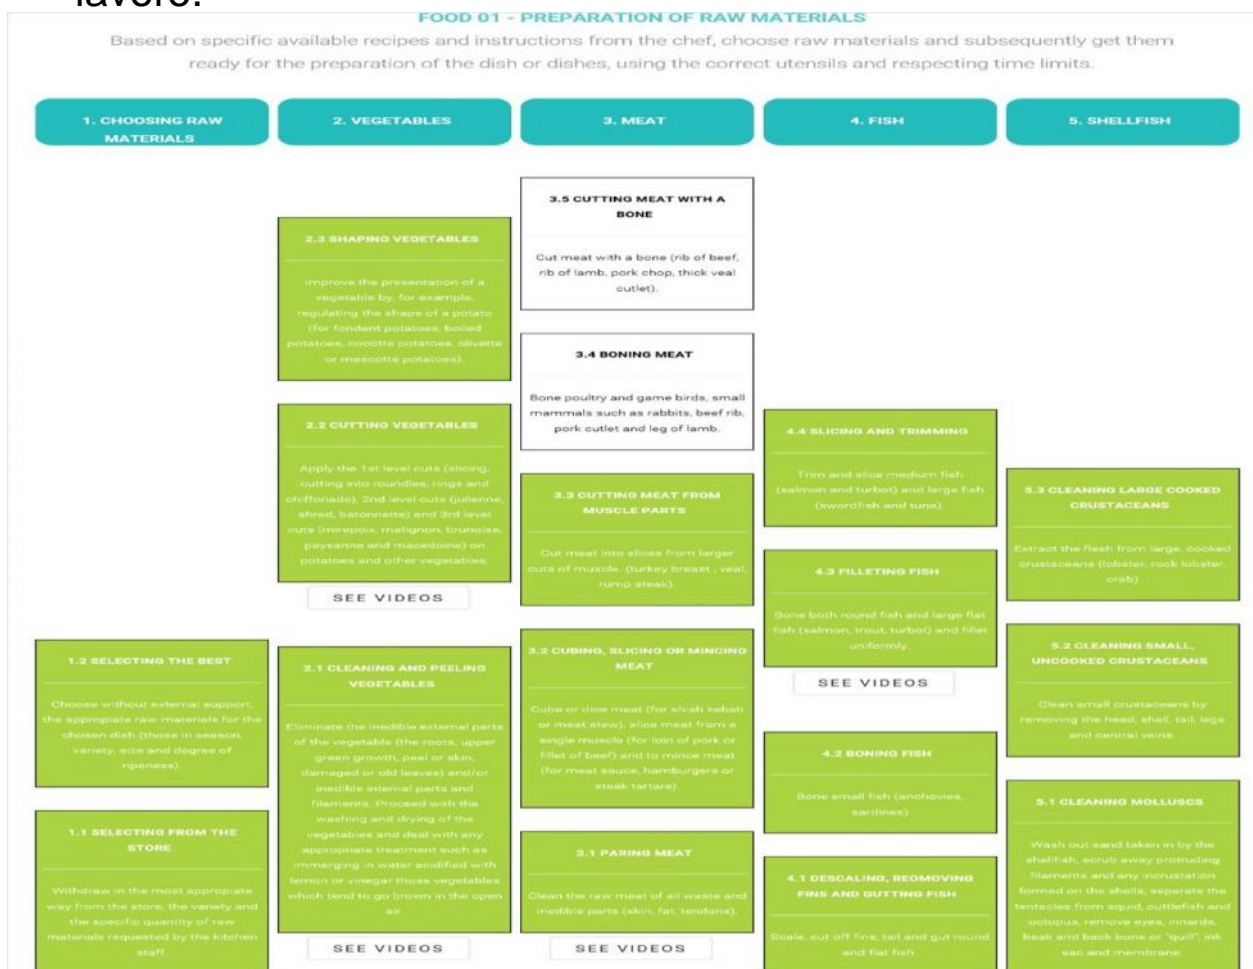 lavoro.
FOOD 01 - PREPARATION OF RAW MATERIALS
Based on specific available recipes and instructions from the chef, choose raw materials and subsequently get them
ready for the preparation of the dish or dishes, using the correct utensils and respecting time limits.
1. CHOOSING RAW
MATERIALS
2. VEGETABLES
3. MEAT
4. FISH
5. SHELLFISH
1.2 SELECTING THE BEST
Choose without external support,
the appropiate raw materials for the
chosen dish (those in season,
variety, size and degree of
ripeness).
1.1 SELECTING FROM THE
STORE
Withdraw in the most appropiate
way from the store, the variety and
the specific quantity of raw
materials requested by the kitchen
staff
2.3 SHAPING VEGETABLES
Improve the presentation of a
vegetable by, for example,
regulating the shape of a potato
(for fondant potatoes, boiled
potatoes, cocotte potatoes, olivette
or mascotte potatoes).
2.2 CUTTING VEGETABLES
Apply the 1st level cuts (slicing,
cutting into roundles, rings and
chiffonade), 2nd level cuts (julienne,
shred, batonnette) and 3rd level
cuts (mirepoix, matignon, brunoise,
paysanne and macedoine) on
potatoes and other vegetables.
SEE VIDEOS
2.1 CLEANING AND PEELING
VEGETABLES
Eliminate the inedible external parts
of the vegetable (the roots, upper
green growth, peel or skin,
damaged or old leaves) and/or
inedible internal parts and
filaments. Proceed with the
washing and drying of the
vegetables and deal with any
appropriate treatment such as
immerging in water acidified with
lemon or vinegar those vegetables
which tend to go brown in the open
air.
SEE VIDEOS
3.5 CUTTING MEAT WITH A
BONE
Cut meat with a bone (rib of beef,
rib of lamb, pork chop, thick veal
cutlet).
3.4 BONING MEAT
Bone poultry and game birds, small
mammals such as rabbits, beef rib,
pork cutlet and leg of lamb.
3.3 CUTTING MEAT FROM
MUSCLE PARTS
Cut meat into slices from larger
cuts of muscle. (turkey breast , veal,
rump steak)
3.2 CUBING, SLICING OR MINCING
MEAT
Cube or dice meat (for shish kebab
or meat stew), slice meat from a
single muscle (for loin of pork or
fillet of beef) and to mince meat
(for meat sauce, hamburgers or
steak tartare).
3.1 PARING MEAT
Clean the raw meat of all waste and
inedible parts (skin, fat, tendons).
SEE VIDEOS
4.4 SLICING AND TRIMMING
Trim and slice medium fish
(salmon and turbot) and large fish
(swordfish and tuna)
4.3 FILLETING FISH
Bone both round fish and large flat
fish (salmon, trout, turbot) and fillet
uniformly.
SEE VIDEOS
4.2 BONING FISH
Bone small fish (anchovies,
sardines)
4.1 DESCALING, REOMOVING
FINS AND GUTTING FISH
Scale, cut off fins, tail and gut round
and flat fish
5.3 CLEANING LARGE COOKED
CRUSTACEANS
Extract the flesh from large, cooked
crustaceans (lobster, rock lobster,
crab)
5.2 CLEANING SMALL,
UNCOOKED CRUSTACEANS
Clean small crustaceans by
removing the head, shell, tail, legs
and central veins.
5.1 CLEANING MOLLUSCS
Wash out sand taken in by the
shellfish, scrub away protruding
filaments and any incrustation
formed on the shells, separate the
tentacles from squid, cuttlefish and
octopus, remove eyes, innards,
beak and back bone or "quill", ink
sac and membrane